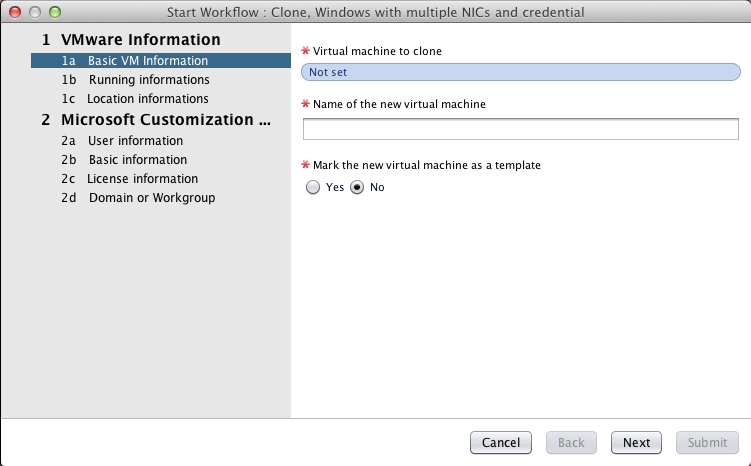 Start Workflow : Clone, Windows with multiple NICs and credential
1 VMware Information
1a Basic VM Information
1b Running informations
1c Location informations
2 Microsoft Customization ...
2a User information
2b Basic information
2c License information
2d Domain or Workgroup
* Virtual machine to clone
Not set
* Name of the new virtual machine
* Mark the new virtual machine as a template
Yes No
Cancel Back Next Submit